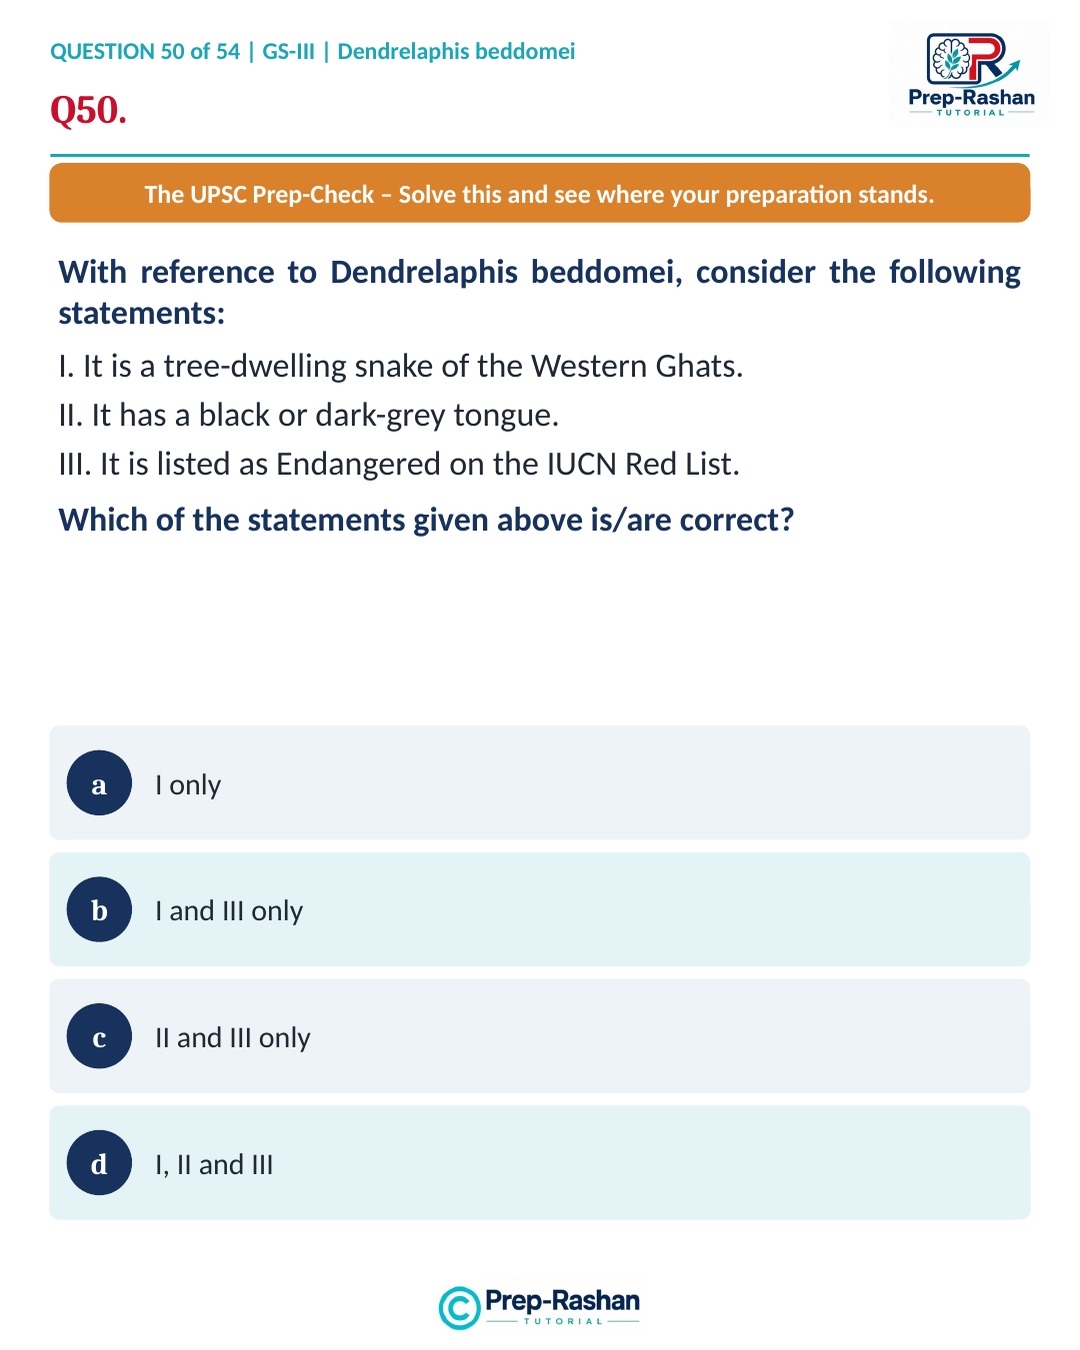 QUESTION 50 of 54 | GS-III | Dendrelaphis beddomei
Prep-Rashan
TUTORIAL
Q50.
The UPSC Prep-Check – Solve this and see where your preparation stands.
With reference to Dendrelaphis beddomei, consider the following
statements:
I. It is a tree-dwelling snake of the Western Ghats.
II. It has a black or dark-grey tongue.
III. It is listed as Endangered on the IUCN Red List.
Which of the statements given above is/are correct?
a I only
b I and III only
c II and III only
d I, II and III
© Prep-Rashan
TUTORIAL